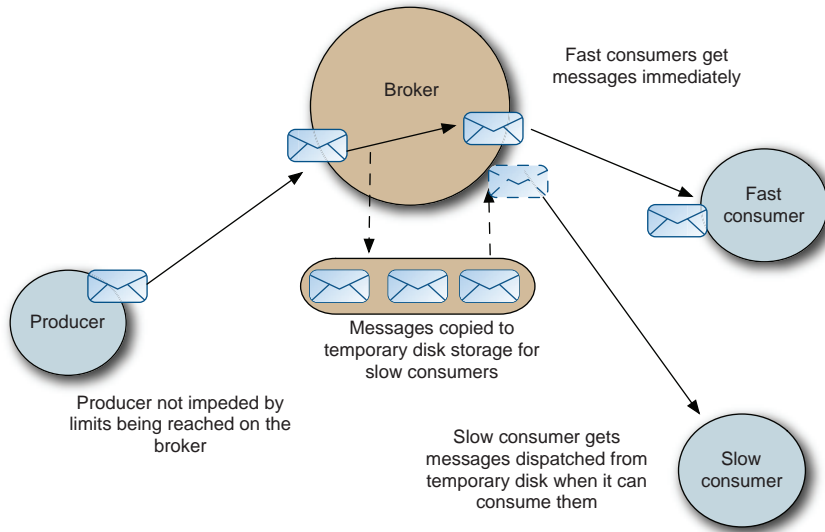 Broker
Fast consumers get
messages immediately
Fast
consumer
Producer
Messages copied to
temporary disk storage for
slow consumers
Producer not impeded by
limits being reached on the
broker
Slow consumer gets
messages dispatched from
temporary disk when it can
consume them
Slow
consumer